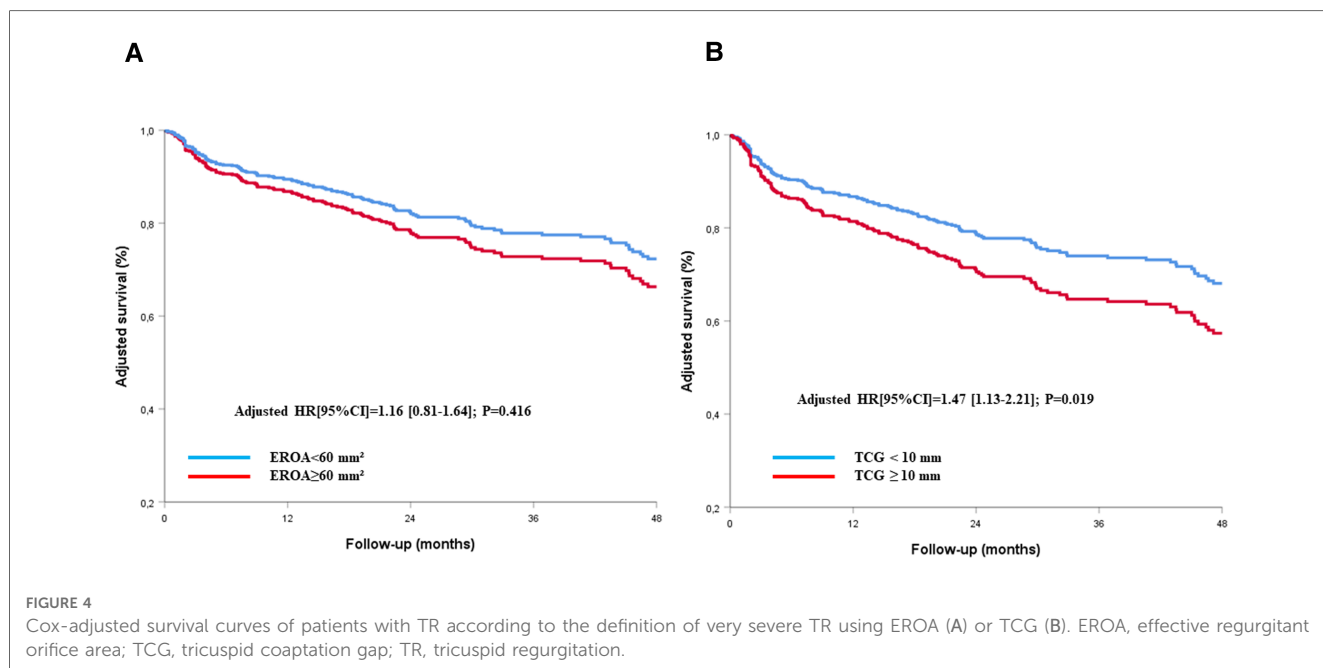 A
Adjusted survival (%)
1,0
0,8
0,6
0,4
0,2
Adjusted HR[95%CI]=1.16 [0.81-1.64]; P=0.416
EROA<60 mm²
EROA≥60 mm²
0 12 24 36 48
Follow-up (months)
B
Adjusted survival (%)
1,0
0,8
0,6
0,4
0,2
Adjusted HR[95%CI]=1.47 [1.13-2.21]; P=0.019
TCG < 10 mm
TCG ≥ 10 mm
0 12 24 36 48
Follow-up (months)
FIGURE 4
Cox-adjusted survival curves of patients with TR according to the definition of very severe TR using EROA (A) or TCG (B). EROA, effective regurgitant
orifice area; TCG, tricuspid coaptation gap; TR, tricuspid regurgitation.